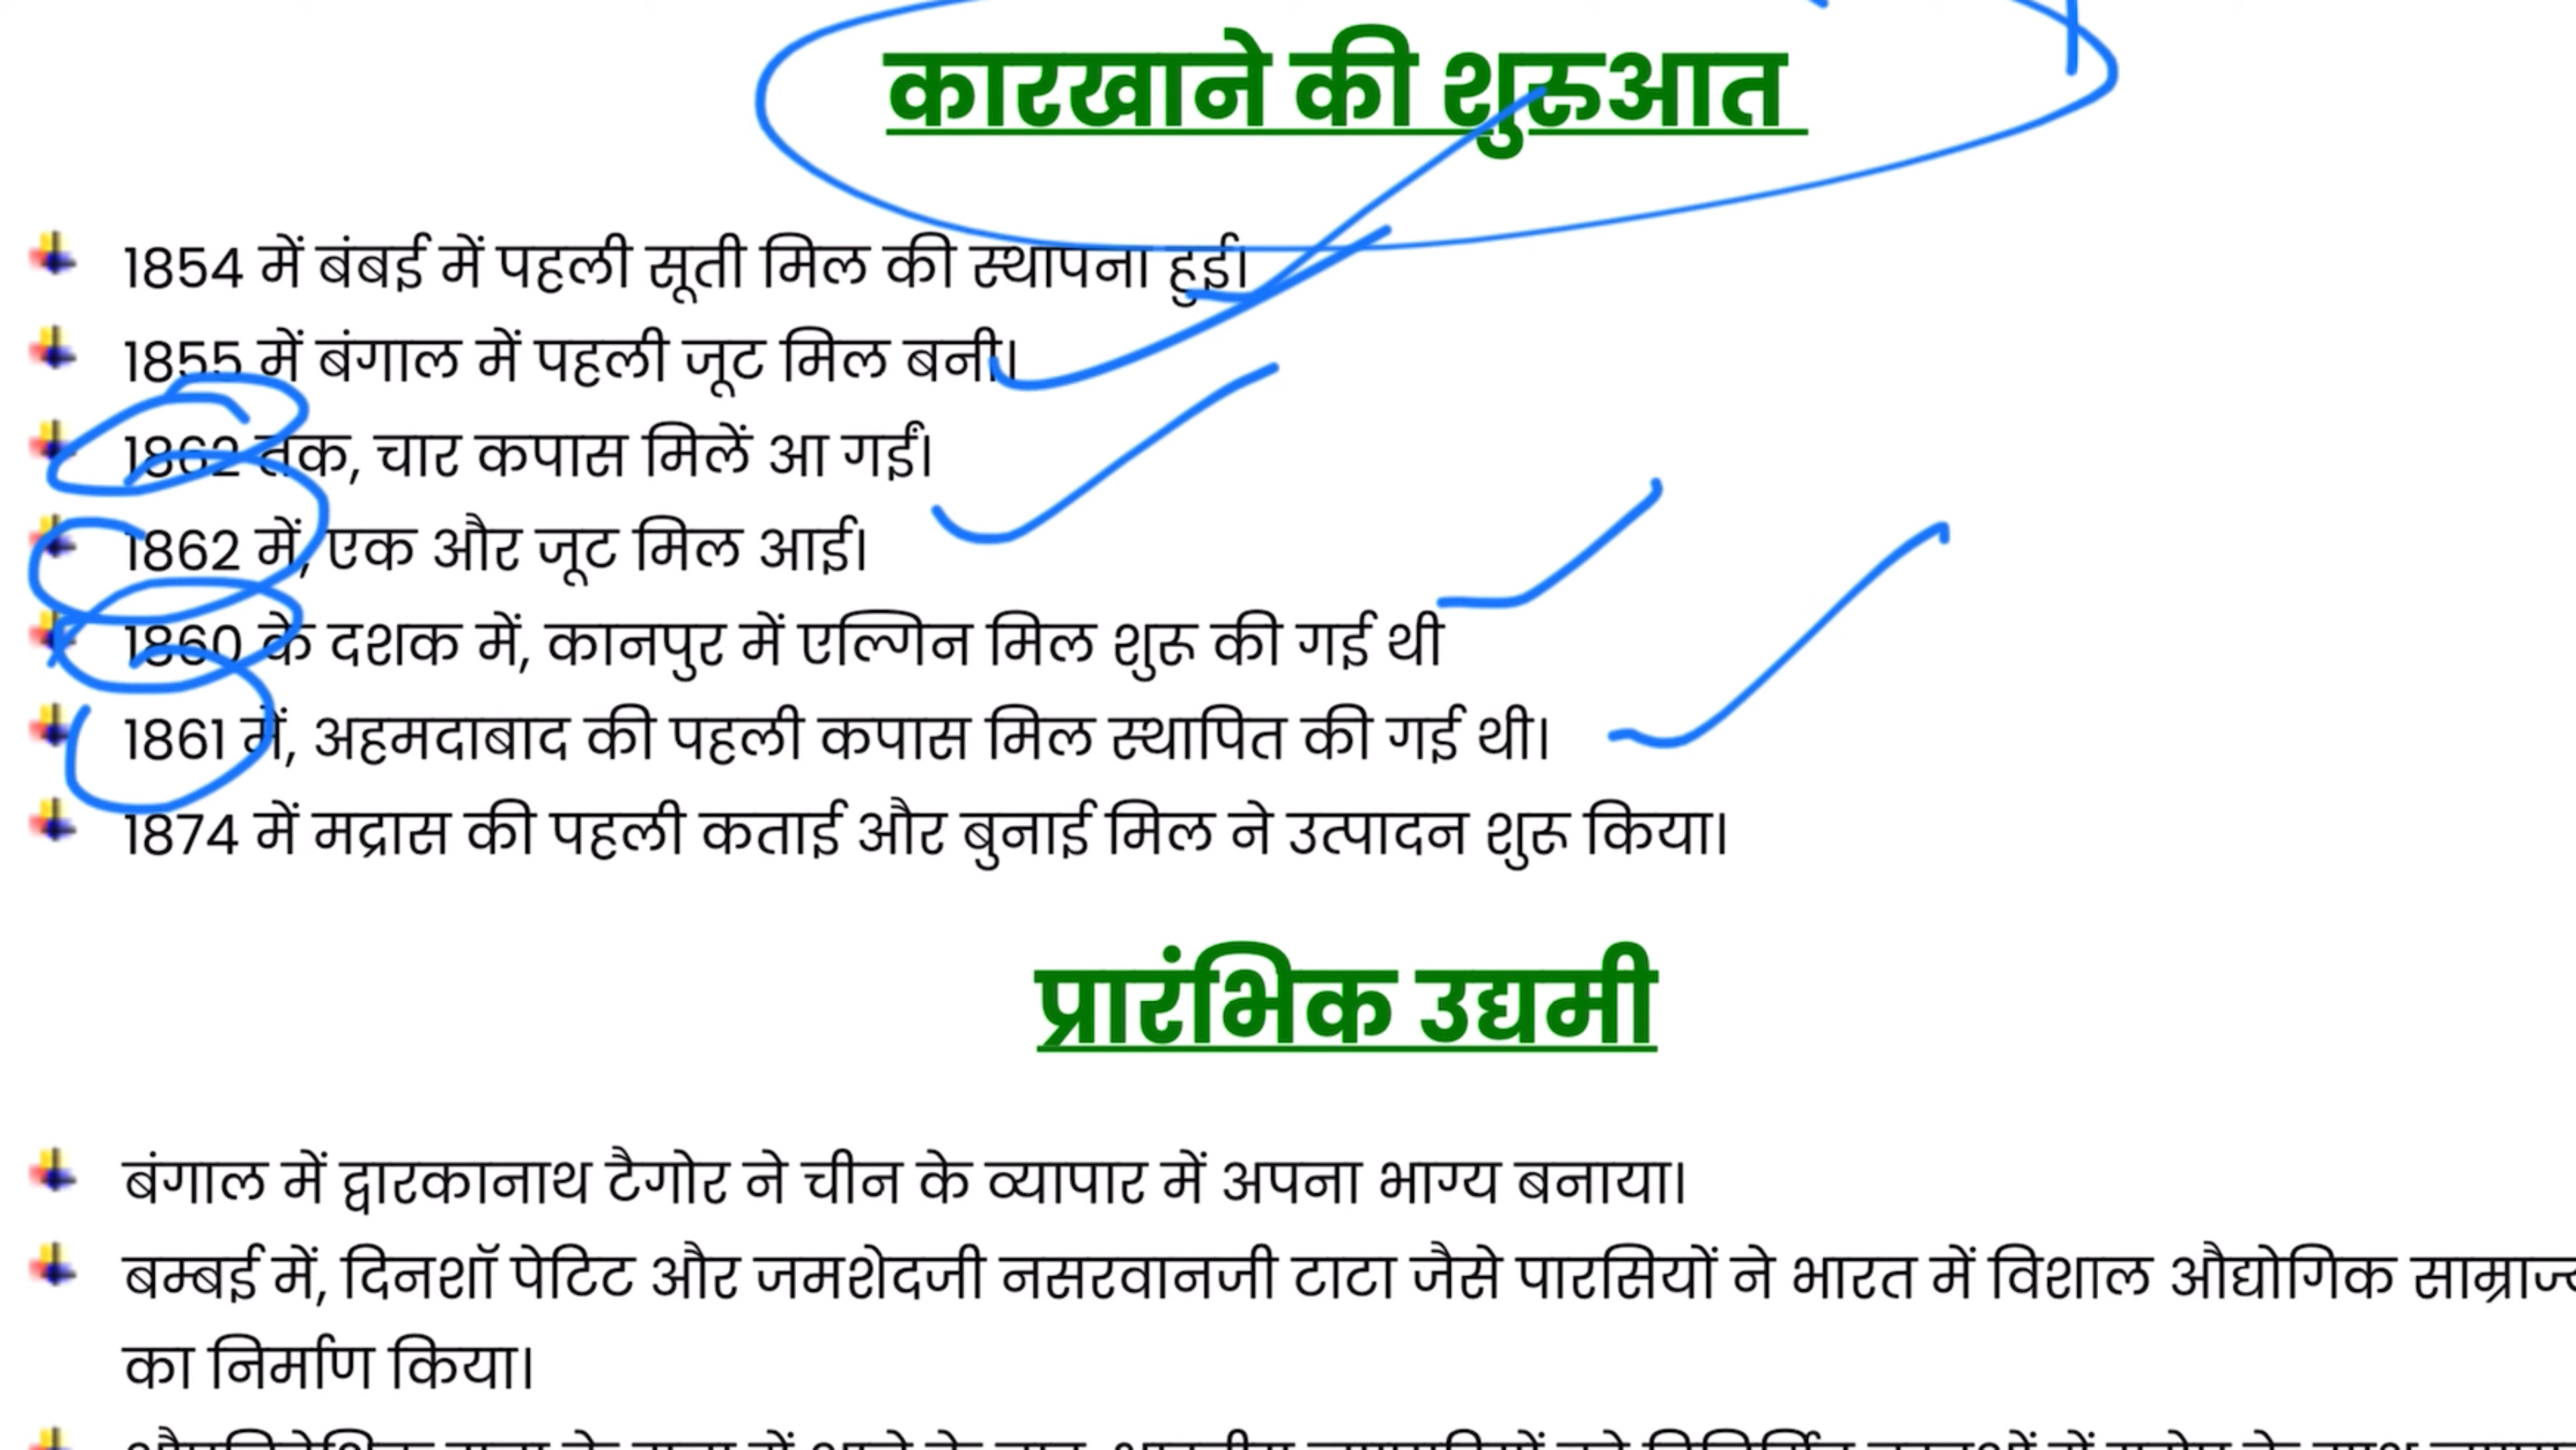 कारखाने की शुरुआत
1854 में बंबई में पहली सूती मिल की स्थापना हुई।
1855 में बंगाल में पहली जूट मिल बनी।
1862 तक, चार कपास मिलें आ गईं।
1862 में, एक और जूट मिल आई।
1860 के दशक में, कानपुर में एल्गिन मिल शुरू की गई थी
1861 में, अहमदाबाद की पहली कपास मिल स्थापित की गई थी।
1874 में मद्रास की पहली कताई और बुनाई मिल ने उत्पादन शुरू किया।
प्रारंभिक उद्यमी
बंगाल में द्वारकानाथ टैगोर ने चीन के व्यापार में अपना भाग्य बनाया।
बम्बई में, दिनशॉ पेटिट और जमशेदजी नसरवानजी टाटा जैसे पारसियों ने भारत में विशाल औद्योगिक
का निर्माण किया।